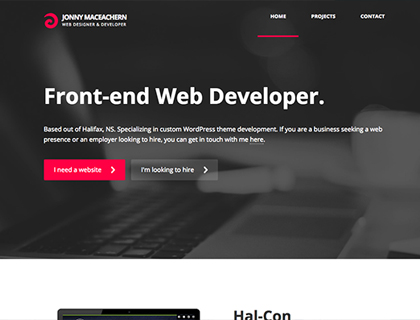 JONNY MACEACHERN
WEB DESIGNER & DEVELOPER
HOME
PROJECTS
CONTACT
Front-end Web Developer.
Based out of Halifax, NS. Specializing in custom WordPress theme development. If you are a business seeking a web
presence or an employer looking to hire, you can get in touch with me here.
I need a website
I'm looking to hire
Hal-Con